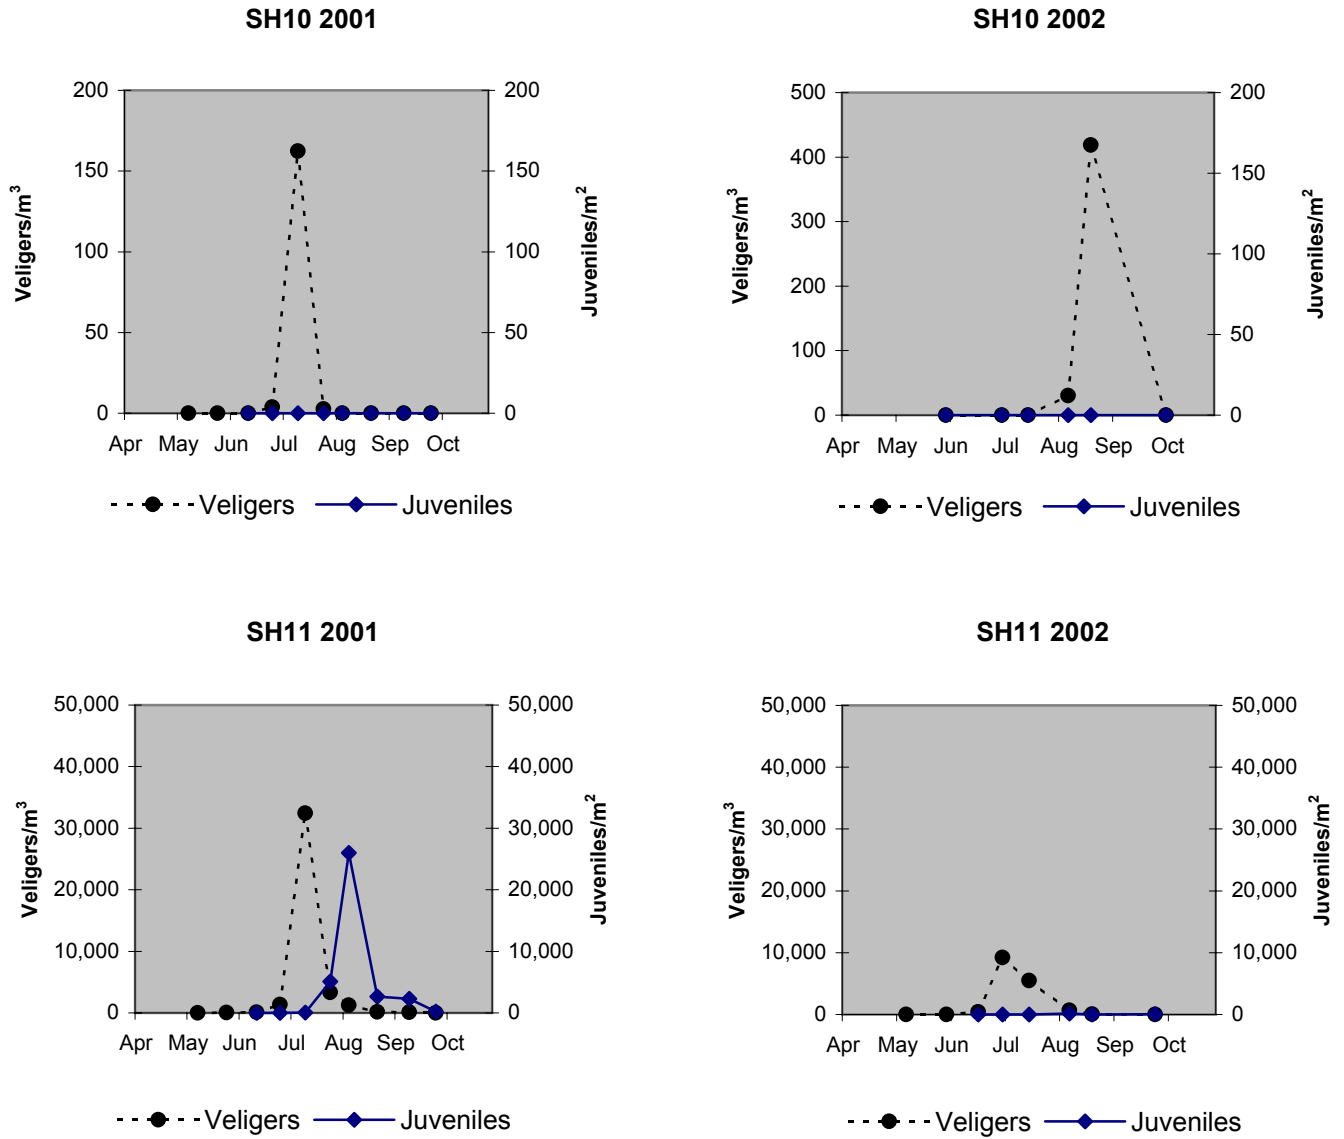 SH10 2001
200
150
100
50
0
Veligers/m³
200
150
100
50
0
Juveniles/m²
Apr May Jun Jul Aug Sep Oct
Veligers Juveniles
SH10 2002
500
400
300
200
100
0
Veligers/m³
200
150
100
50
0
Juveniles/m²
Apr May Jun Jul Aug Sep Oct
Veligers Juveniles
SH11 2001
50,000
40,000
30,000
20,000
10,000
0
Veligers/m³
50,000
40,000
30,000
20,000
10,000
0
Juveniles/m²
Apr May Jun Jul Aug Sep Oct
Veligers Juveniles
SH11 2002
50,000
40,000
30,000
20,000
10,000
0
Veligers/m³
50,000
40,000
30,000
20,000
10,000
0
Juveniles/m²
Apr May Jun Jul Aug Sep Oct
Veligers Juveniles